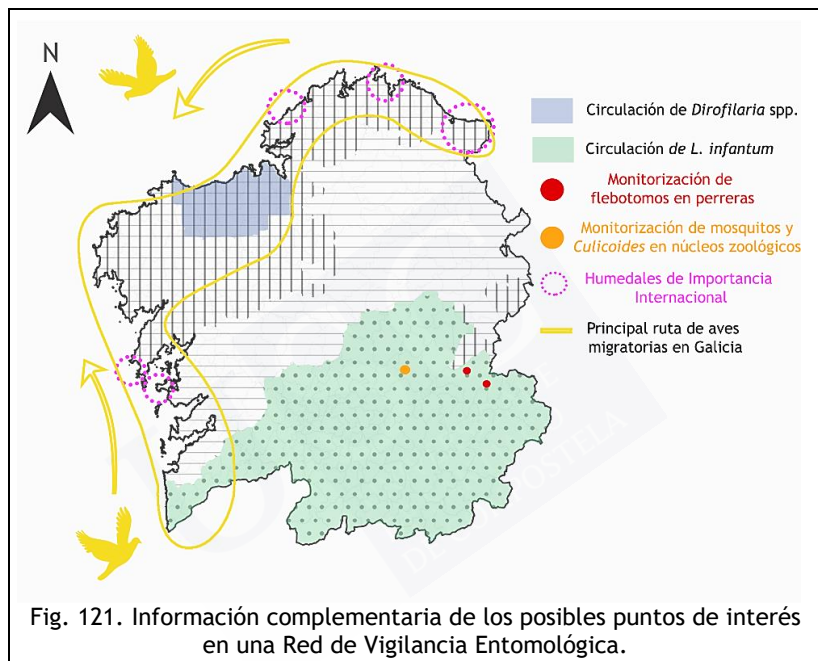 N
Circulación de Dirofilaria spp.
Circulación de L. infantum
Monitorización de
flebotomos en perreras
Monitorización de mosquitos y
Culicoides en núcleos zoológicos
Humedales de Importancia
Internacional
Principal ruta de aves
migratorias en Galicia
Fig. 121. Información complementaria de los posibles puntos de interés
en una Red de Vigilancia Entomológica.